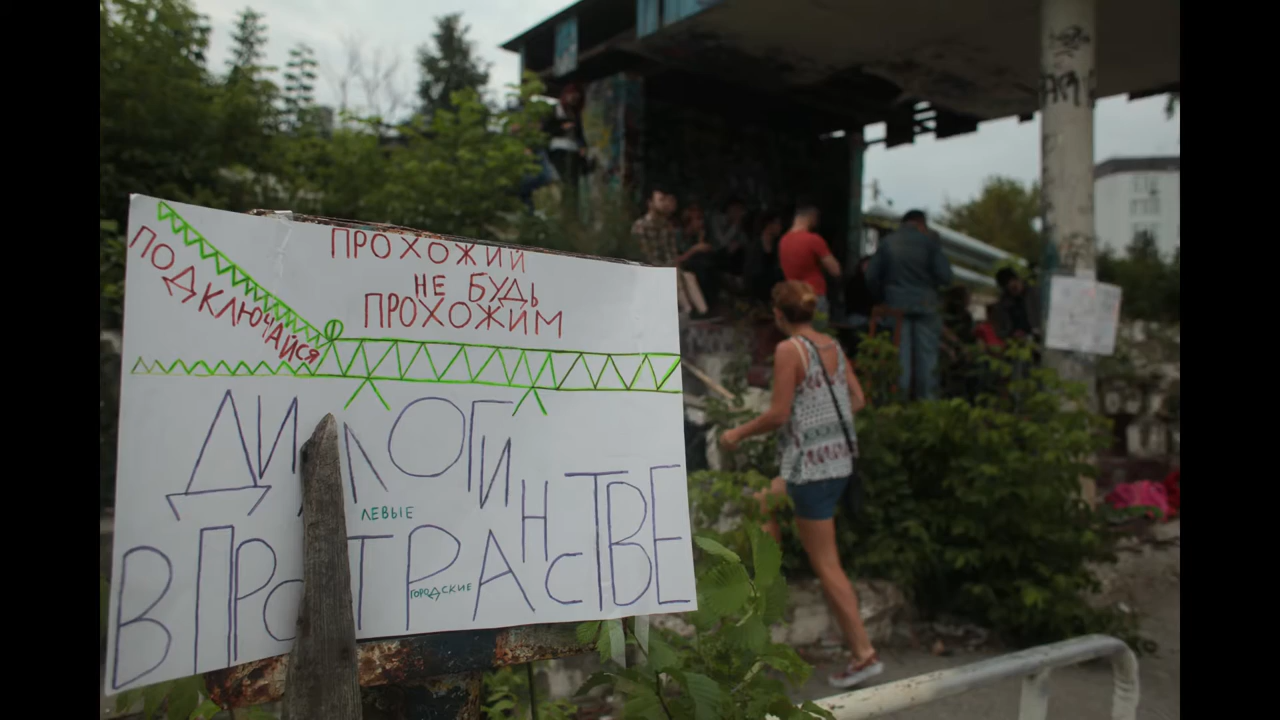 ПРОХОЖИЙ
НЕ БУДЬ
ПРОХОЖИМ
ПОДКЛЮЧАЙСЯ
ДИАЛОГИ
ЛЕВЫЕ
В ПРОСТРАНСТВЕ
ГОРОДСКИЕ